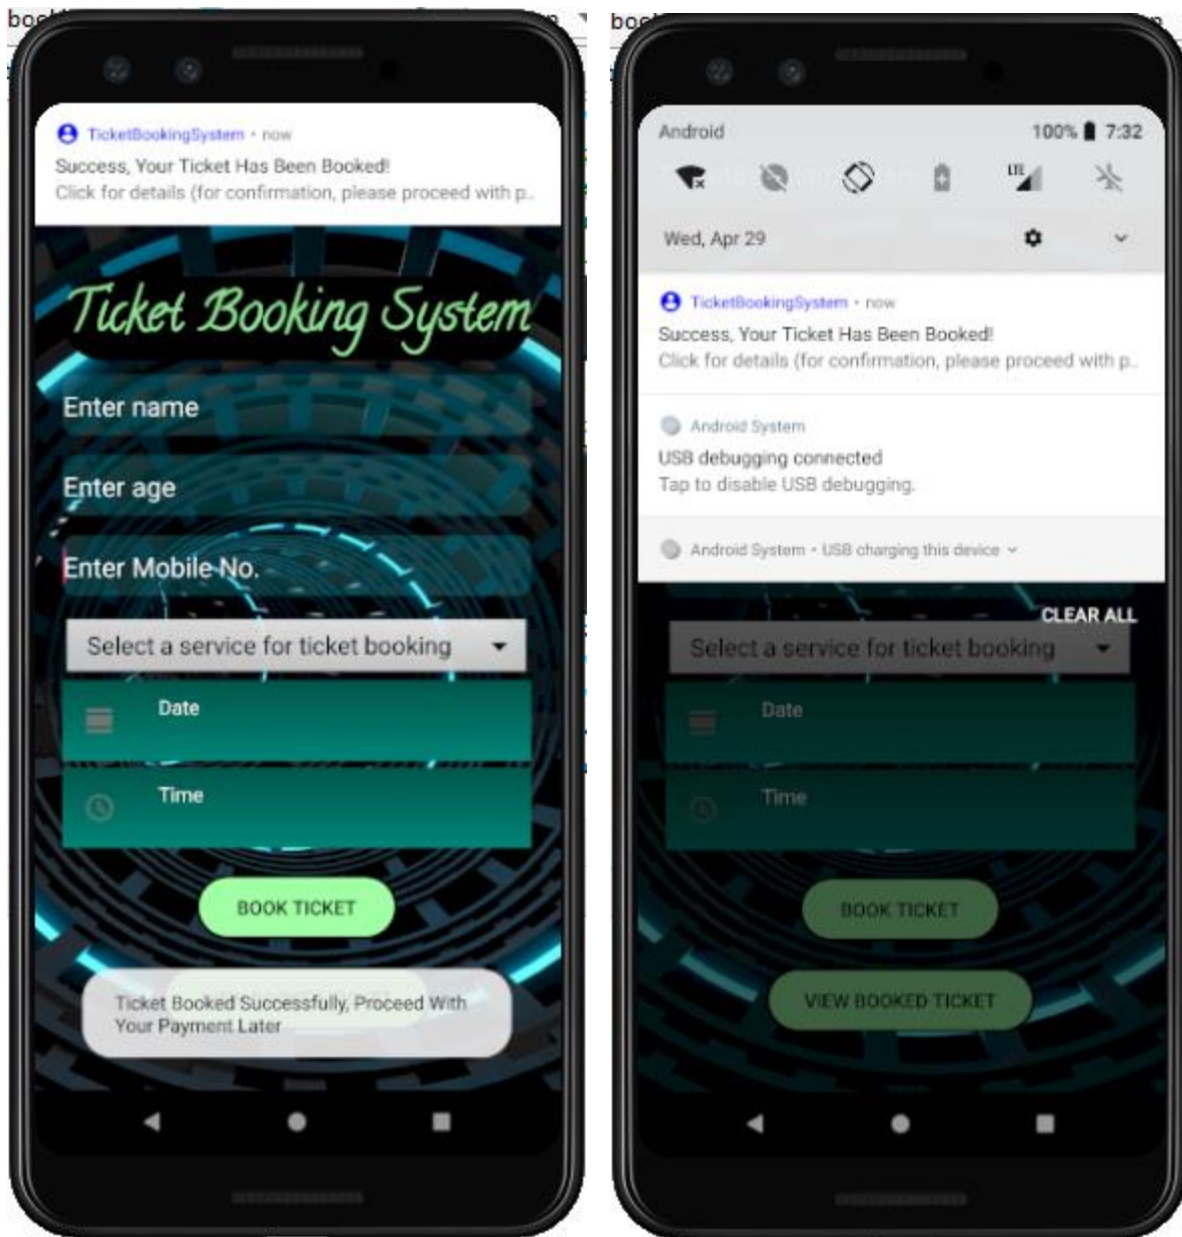 TicketBookingSystem • now
Success, Your Ticket Has Been Booked!
Click for details (for confirmation, please proceed with p..
Ticket Booking System
Enter name
Enter age
Enter Mobile No.
Select a service for ticket booking
Date
Time
BOOK TICKET
Ticket Booked Successfully, Proceed With
Your Payment Later
Android 100% 7:32
LTE
Wed, Apr 29
TicketBookingSystem • now
Success, Your Ticket Has Been Booked!
Click for details (for confirmation, please proceed with p..
Android System
USB debugging connected
Tap to disable USB debugging.
Android System • USB charging this device
CLEAR ALL
Select a service for ticket booking
Date
Time
BOOK TICKET
VIEW BOOKED TICKET